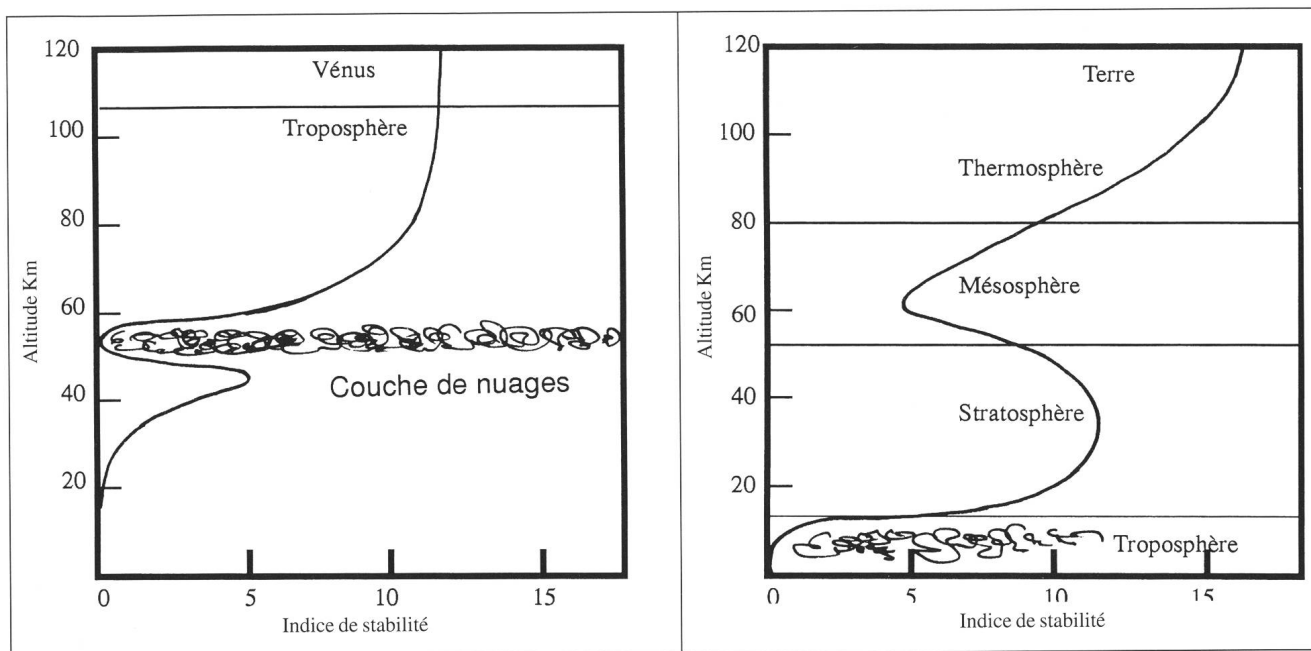 120
Vénus
100
Troposphère
80
60
Couche de nuages
40
20
0
5
10
15
Altitude Km
Indice de stabilité
120
Terre
100
Thermosphère
80
Mésosphère
60
40
Stratosphère
20
Troposphère
0
5
10
15
Altitude Km
Indice de stabilité